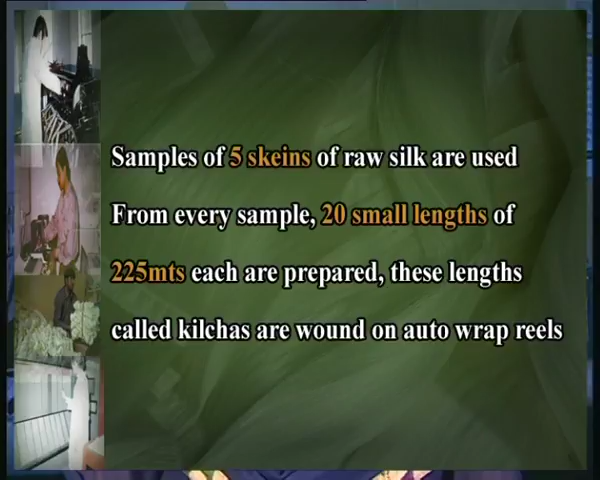 Samples of 5 skeins of raw silk are used
From every sample, 20 small lengths of
225mts each are prepared, these lengths
called kilchas are wound on auto wrap reels